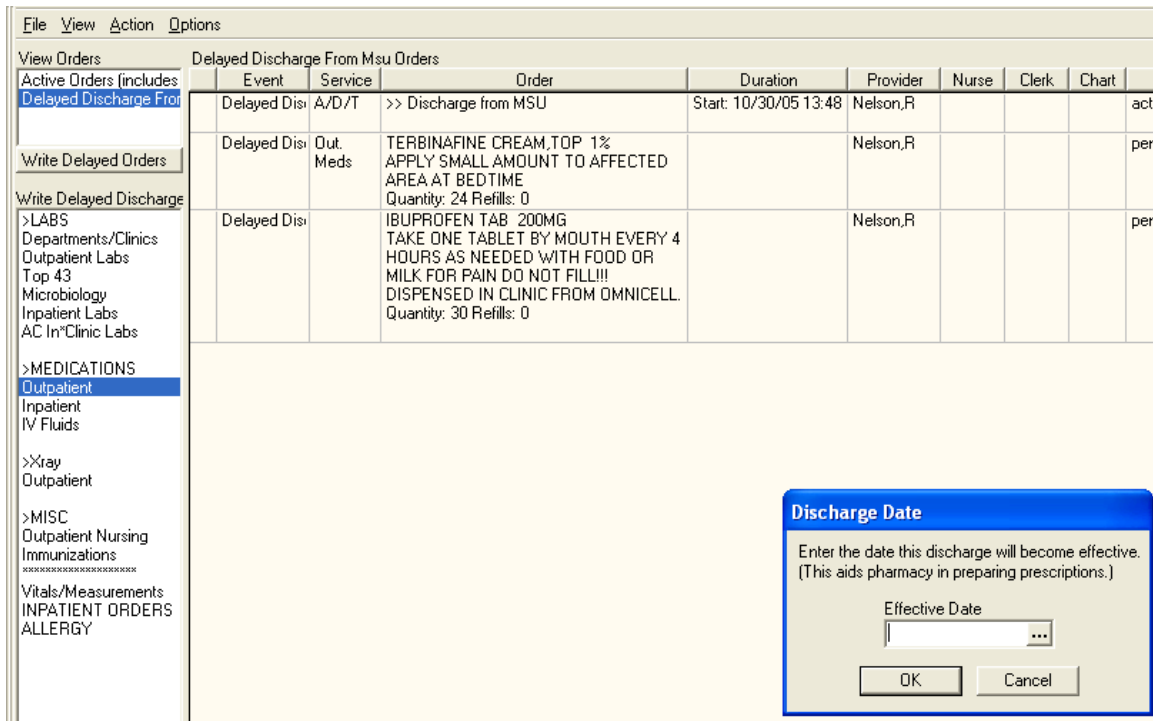 File View Action Options
View Orders
Active Orders (includes
Delayed Discharge Fror
Write Delayed Orders
Write Delayed Discharge
>LABS
Departments/Clinics
Outpatient Labs
Top 43
Microbiology
Inpatient Labs
AC In*Clinic Labs
>MEDICATIONS
Outpatient
Inpatient
IV Fluids
>Xray
Outpatient
>MISC
Outpatient Nursing
Immunizations
*******************
Vitals/Measurements
INPATIENT ORDERS
ALLERGY
Delayed Discharge From Msu Orders
Event Service Order Duration Provider Nurse Clerk Chart
Delayed Dis A/D/T >> Discharge from MSU Start: 10/30/05 13:48 Nelson,R act
Delayed Dis Out. TERBINAFINE CREAM,TOP 1% Nelson,R per
Meds APPLY SMALL AMOUNT TO AFFECTED
AREA AT BEDTIME
Quantity: 24 Refills: 0
Delayed Dis IBUPROFEN TAB 200MG Nelson,R per
TAKE ONE TABLET BY MOUTH EVERY 4
HOURS AS NEEDED WITH FOOD OR
MILK FOR PAIN DO NOT FILL!!!
DISPENSED IN CLINIC FROM OMNICELL.
Quantity: 30 Refills: 0
Discharge Date
Enter the date this discharge will become effective.
(This aids pharmacy in preparing prescriptions.)
Effective Date
...
OK Cancel